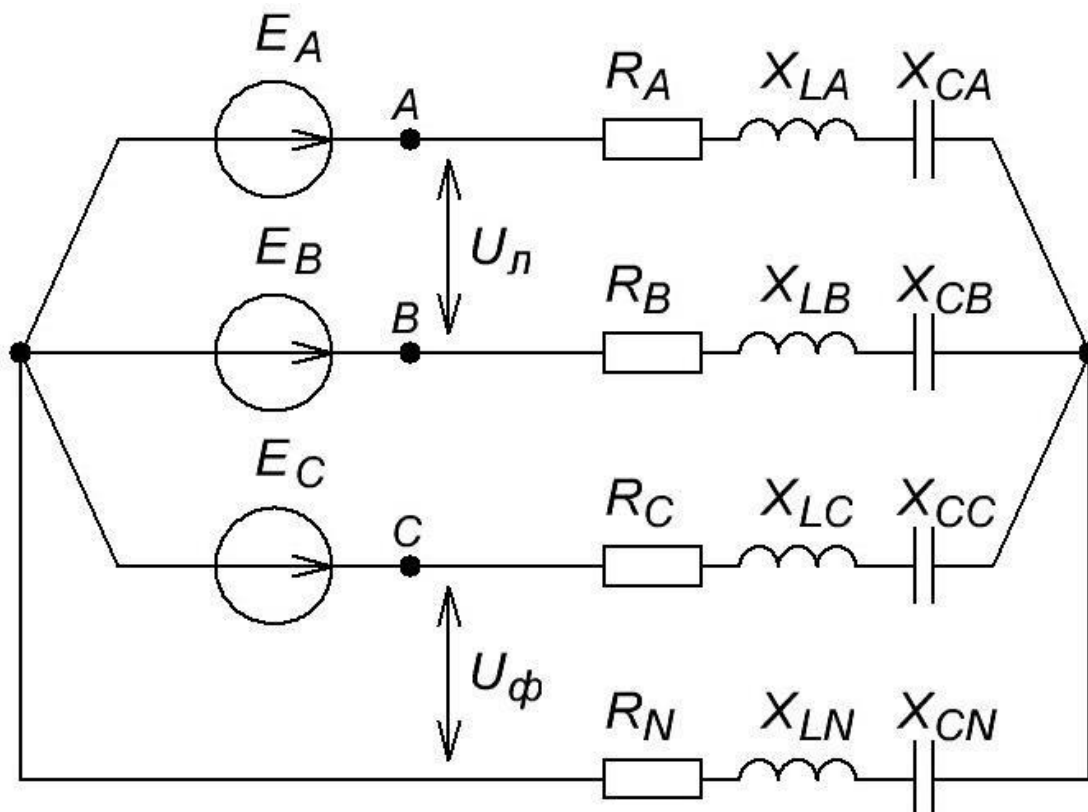 E_A
A
R_A X_LA X_CA
U_л
E_B
B
R_B X_LB X_CB
E_C
C
R_C X_LC X_CC
U_ф
R_N X_LN X_CN